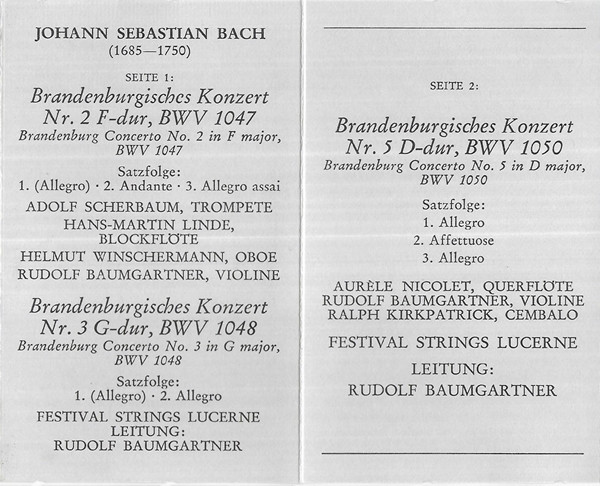 JOHANN SEBASTIAN BACH
(1685—1750)
SEITE 1:
Brandenburgisches Konzert
Nr. 2 F-dur, BWV 1047
Brandenburg Concerto No. 2 in F major,
BWV 1047
Satzfolge:
1. (Allegro) · 2. Andante · 3. Allegro assai
ADOLF SCHERBAUM, TROMPETE
HANS-MARTIN LINDE,
BLOCKFLÖTE
HELMUT WINSCHERMANN, OBOE
RUDOLF BAUMGARTNER, VIOLINE
Brandenburgisches Konzert
Nr. 3 G-dur, BWV 1048
Brandenburg Concerto No. 3 in G major,
BWV 1048
Satzfolge:
1. (Allegro) · 2. Allegro
FESTIVAL STRINGS LUCERNE
LEITUNG:
RUDOLF BAUMGARTNER
SEITE 2:
Brandenburgisches Konzert
Nr. 5 D-dur, BWV 1050
Brandenburg Concerto No. 5 in D major,
BWV 1050
Satzfolge:
1. Allegro
2. Affettuose
3. Allegro
AURÈLE NICOLET, QUERFLÖTE
RUDOLF BAUMGARTNER, VIOLINE
RALPH KIRKPATRICK, CEMBALO
FESTIVAL STRINGS LUCERNE
LEITUNG:
RUDOLF BAUMGARTNER